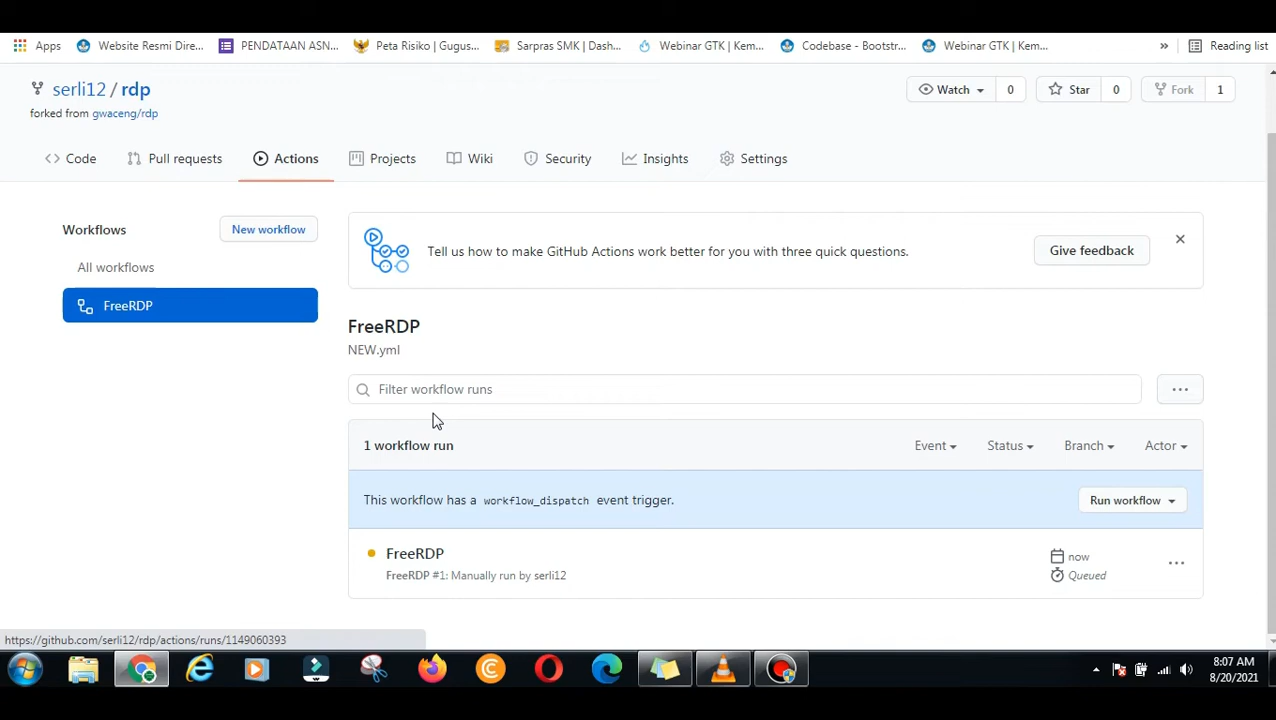 Apps Website Resmi Dire... PENDATAAN ASN... Peta Risiko | Gugus... Sarpras SMK | Dash... Webinar GTK | Kem... Codebase - Bootstr... Webinar GTK | Kem... » Reading list
serli12 / rdp
Watch 0 Star 0 Fork 1
forked from gwaceng/rdp
<> Code Pull requests Actions Projects Wiki Security Insights Settings
Workflows New workflow
All workflows
FreeRDP
Tell us how to make GitHub Actions work better for you with three quick questions. Give feedback
FreeRDP
NEW.yml
Filter workflow runs
1 workflow run Event Status Branch Actor
This workflow has a workflow_dispatch event trigger. Run workflow
FreeRDP now
FreeRDP #1: Manually run by serli12 Queued
https://github.com/serli12/rdp/actions/runs/1149060393
8:07 AM
8/20/2021